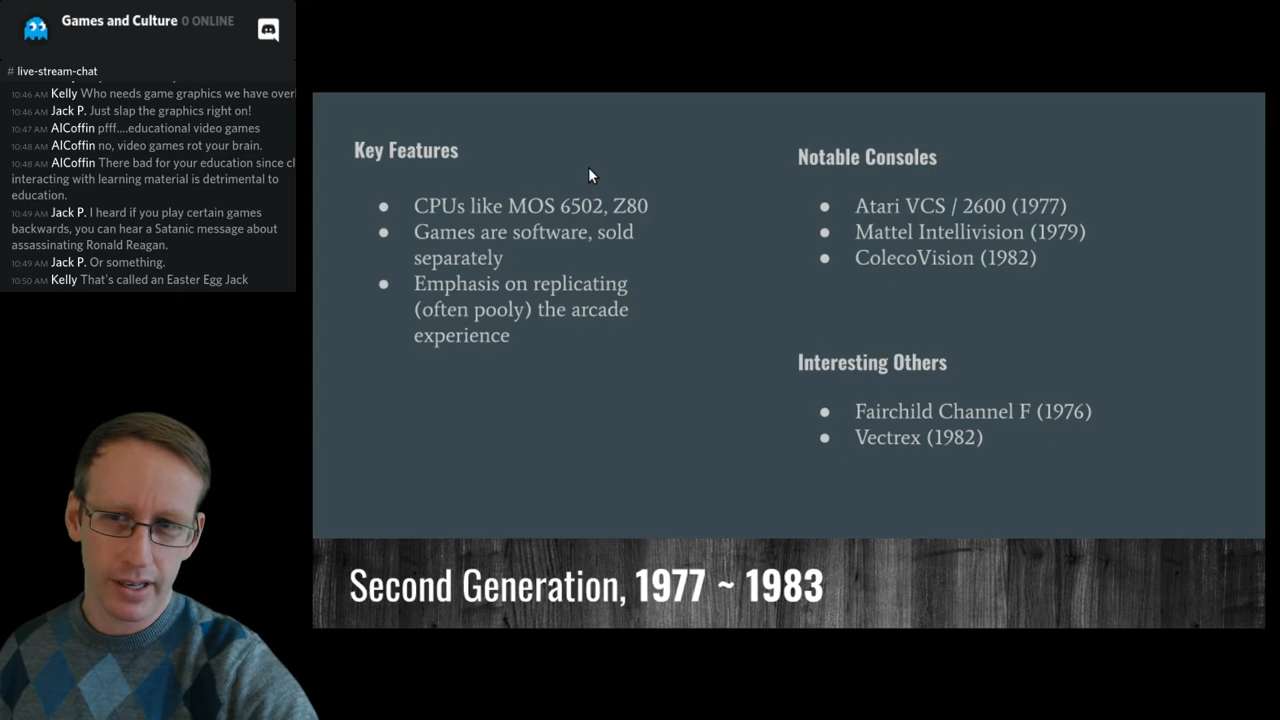 Games and Culture 0 ONLINE
# live-stream-chat
10:46 AM Kelly Who needs game graphics we have over
10:46 AM Jack P. Just slap the graphics right on!
10:47 AM AlCoffin pfff....educational video games
10:48 AM AlCoffin no, video games rot your brain.
10:48 AM AlCoffin There bad for your education since cl
interacting with learning material is detrimental to
education.
10:49 AM Jack P. I heard if you play certain games
backwards, you can hear a Satanic message about
assassinating Ronald Reagan.
10:49 AM Jack P. Or something.
10:50 AM Kelly That's called an Easter Egg Jack
Key Features
● CPUs like MOS 6502, Z80
● Games are software, sold
separately
● Emphasis on replicating
(often pooly) the arcade
experience
Notable Consoles
● Atari VCS / 2600 (1977)
● Mattel Intellivision (1979)
● ColecoVision (1982)
Interesting Others
● Fairchild Channel F (1976)
● Vectrex (1982)
Second Generation, 1977 ~ 1983